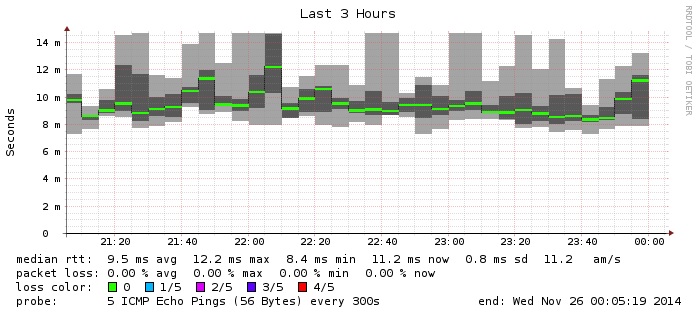 Last 3 Hours
RRDTOOL / TOBI OETIKER
Seconds
14 m
12 m
10 m
8 m
6 m
4 m
2 m
0
21:20 21:40 22:00 22:20 22:40 23:00 23:20 23:40 00:00
median rtt: 9.5 ms avg 12.2 ms max 8.4 ms min 11.2 ms now 0.8 ms sd 11.2 am/s
packet loss: 0.00 % avg 0.00 % max 0.00 % min 0.00 % now
loss color: 0 1/5 2/5 3/5 4/5
probe: 5 ICMP Echo Pings (56 Bytes) every 300s end: Wed Nov 26 00:05:19 2014